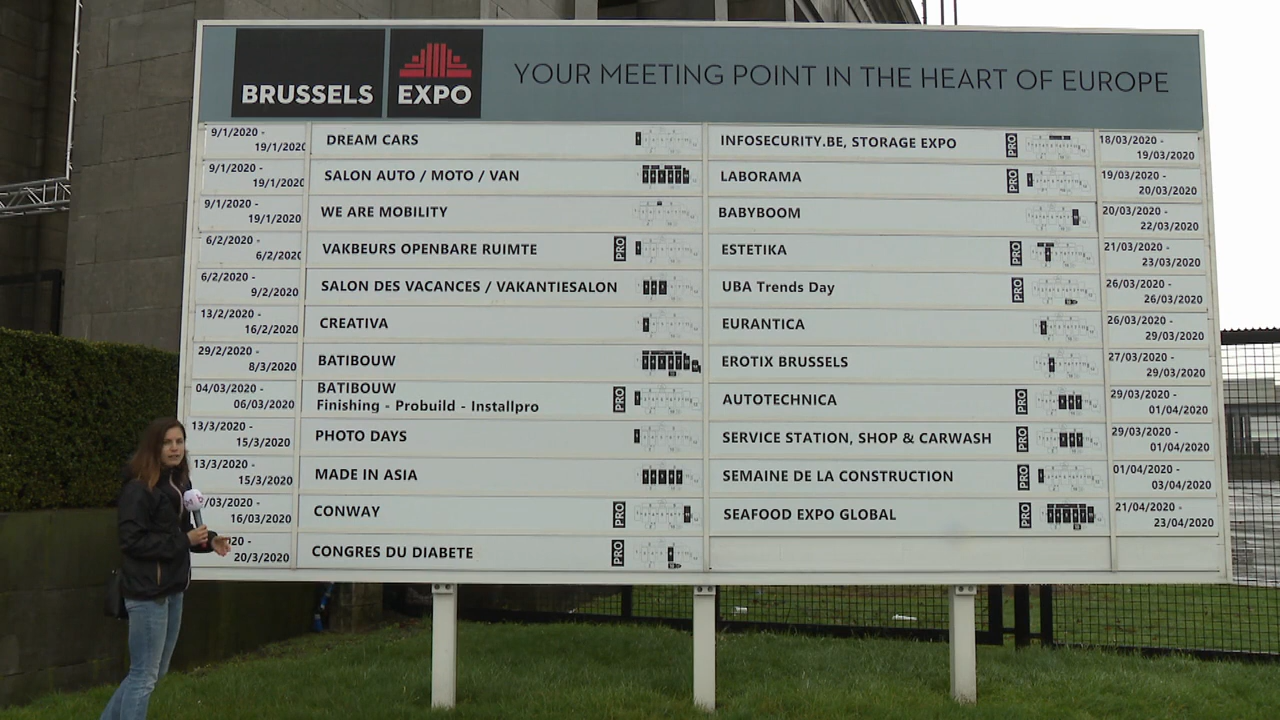 BRUSSELS EXPO YOUR MEETING POINT IN THE HEART OF EUROPE
9/1/2020 -
19/1/2020
DREAM CARS
9/1/2020 -
19/1/2020
SALON AUTO / MOTO / VAN
9/1/2020 -
19/1/2020
WE ARE MOBILITY
6/2/2020 -
6/2/2020
VAKBEURS OPENBARE RUIMTE PRO
6/2/2020 -
9/2/2020
SALON DES VACANCES / VAKANTIESALON
13/2/2020 -
16/2/2020
CREATIVA
29/2/2020 -
8/3/2020
BATIBOUW
04/03/2020 -
06/03/2020
BATIBOUW
Finishing - Probuild - Installpro PRO
13/3/2020 -
15/3/2020
PHOTO DAYS
13/3/2020 -
15/3/2020
MADE IN ASIA
/03/2020 -
16/03/2020
CONWAY PRO
20 -
20/3/2020
CONGRES DU DIABETE PRO
INFOSECURITY.BE, STORAGE EXPO PRO
18/03/2020 -
19/03/2020
LABORAMA PRO
19/03/2020 -
20/03/2020
BABYBOOM
20/03/2020 -
22/03/2020
ESTETIKA PRO
21/03/2020 -
23/03/2020
UBA Trends Day PRO
26/03/2020 -
26/03/2020
EURANTICA
26/03/2020 -
29/03/2020
EROTIX BRUSSELS
27/03/2020 -
29/03/2020
AUTOTECHNICA PRO
29/03/2020 -
01/04/2020
SERVICE STATION, SHOP & CARWASH PRO
29/03/2020 -
01/04/2020
SEMAINE DE LA CONSTRUCTION PRO
01/04/2020 -
03/04/2020
SEAFOOD EXPO GLOBAL PRO
21/04/2020 -
23/04/2020